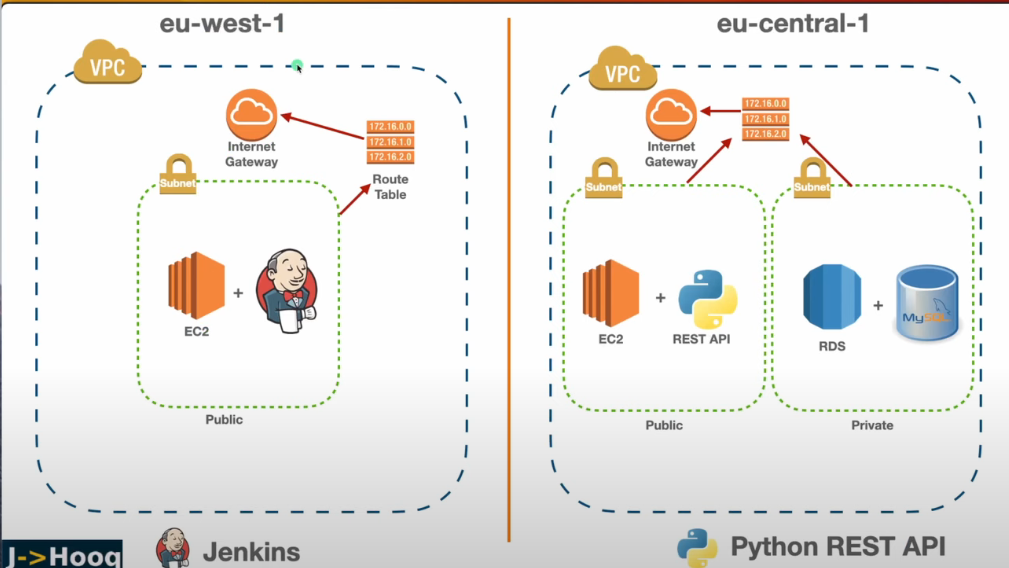 eu-west-1
VPC
Internet
Gateway
172.16.0.0
172.16.1.0
172.16.2.0
Route
Table
Subnet
EC2
+
Public
J->Hooq
Jenkins
eu-central-1
VPC
Internet
Gateway
172.16.0.0
172.16.1.0
172.16.2.0
Subnet
Subnet
EC2
+
REST API
RDS
+
MySQL
Public
Private
Python REST API